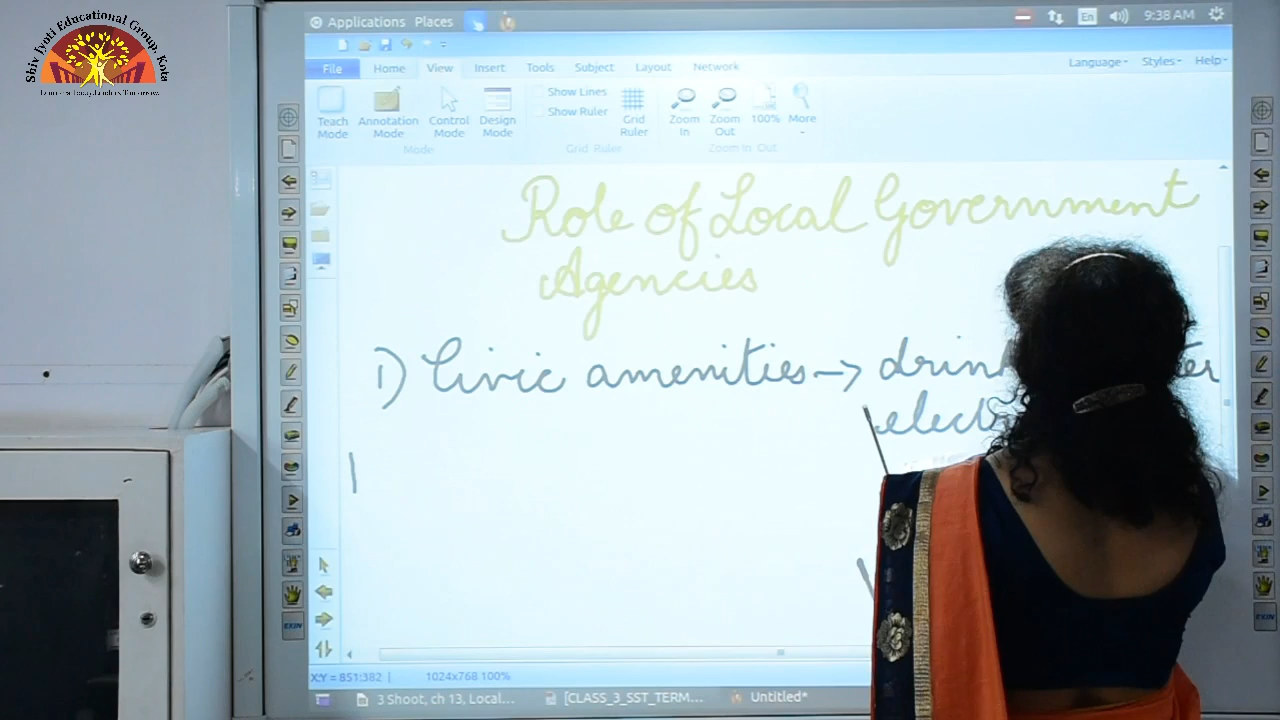 Shiv Jyoti Educational Group, Kota
Applications Places
En 9:38 AM
File Home View Insert Tools Subject Layout Network
Language Styles Help
Teach Mode
Annotation Mode
Control Mode
Design Mode
Show Lines
Show Ruler
Grid Ruler
Zoom In
Zoom Out
100%
More
Mode
Grid Ruler
Zoom In Out
Role of Local Government
Agencies
1) Civic amenities ->
EXIN
X:Y= 851:382 | 1024x768 100%
3 Shoot, ch 13, Local... [CLASS_3_SST_TERM... Untitled*